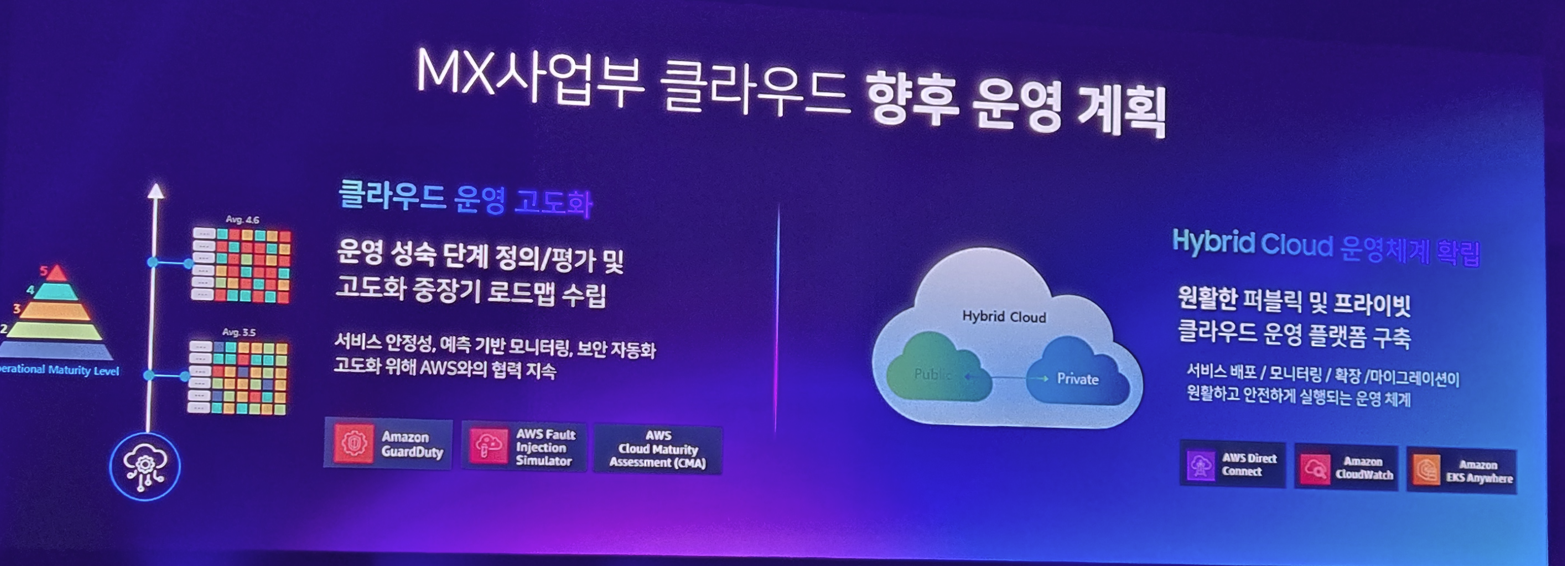 MX사업부 클라우드 향후 운영 계획
클라우드 운영 고도화
운영 성숙 단계 정의/평가 및
고도화 중장기 로드맵 수립
서비스 안정성, 예측 기반 모니터링, 보안 자동화
고도화 위해 AWS와의 협력 지속
Avg. 4.6
Avg. 3.5
5
4
3
2
erational Maturity Level
Amazon
GuardDuty
AWS Fault
Injection
Simulator
AWS
Cloud Maturity
Assessment (CMA)
Hybrid Cloud
Public
Private
Hybrid Cloud 운영체계 확립
원활한 퍼블릭 및 프라이빗
클라우드 운영 플랫폼 구축
서비스 배포 / 모니터링 / 확장 /마이그레이션이
원활하고 안전하게 실행되는 운영 체계
AWS Direct
Connect
Amazon
CloudWatch
Amazon
EKS Anywhere